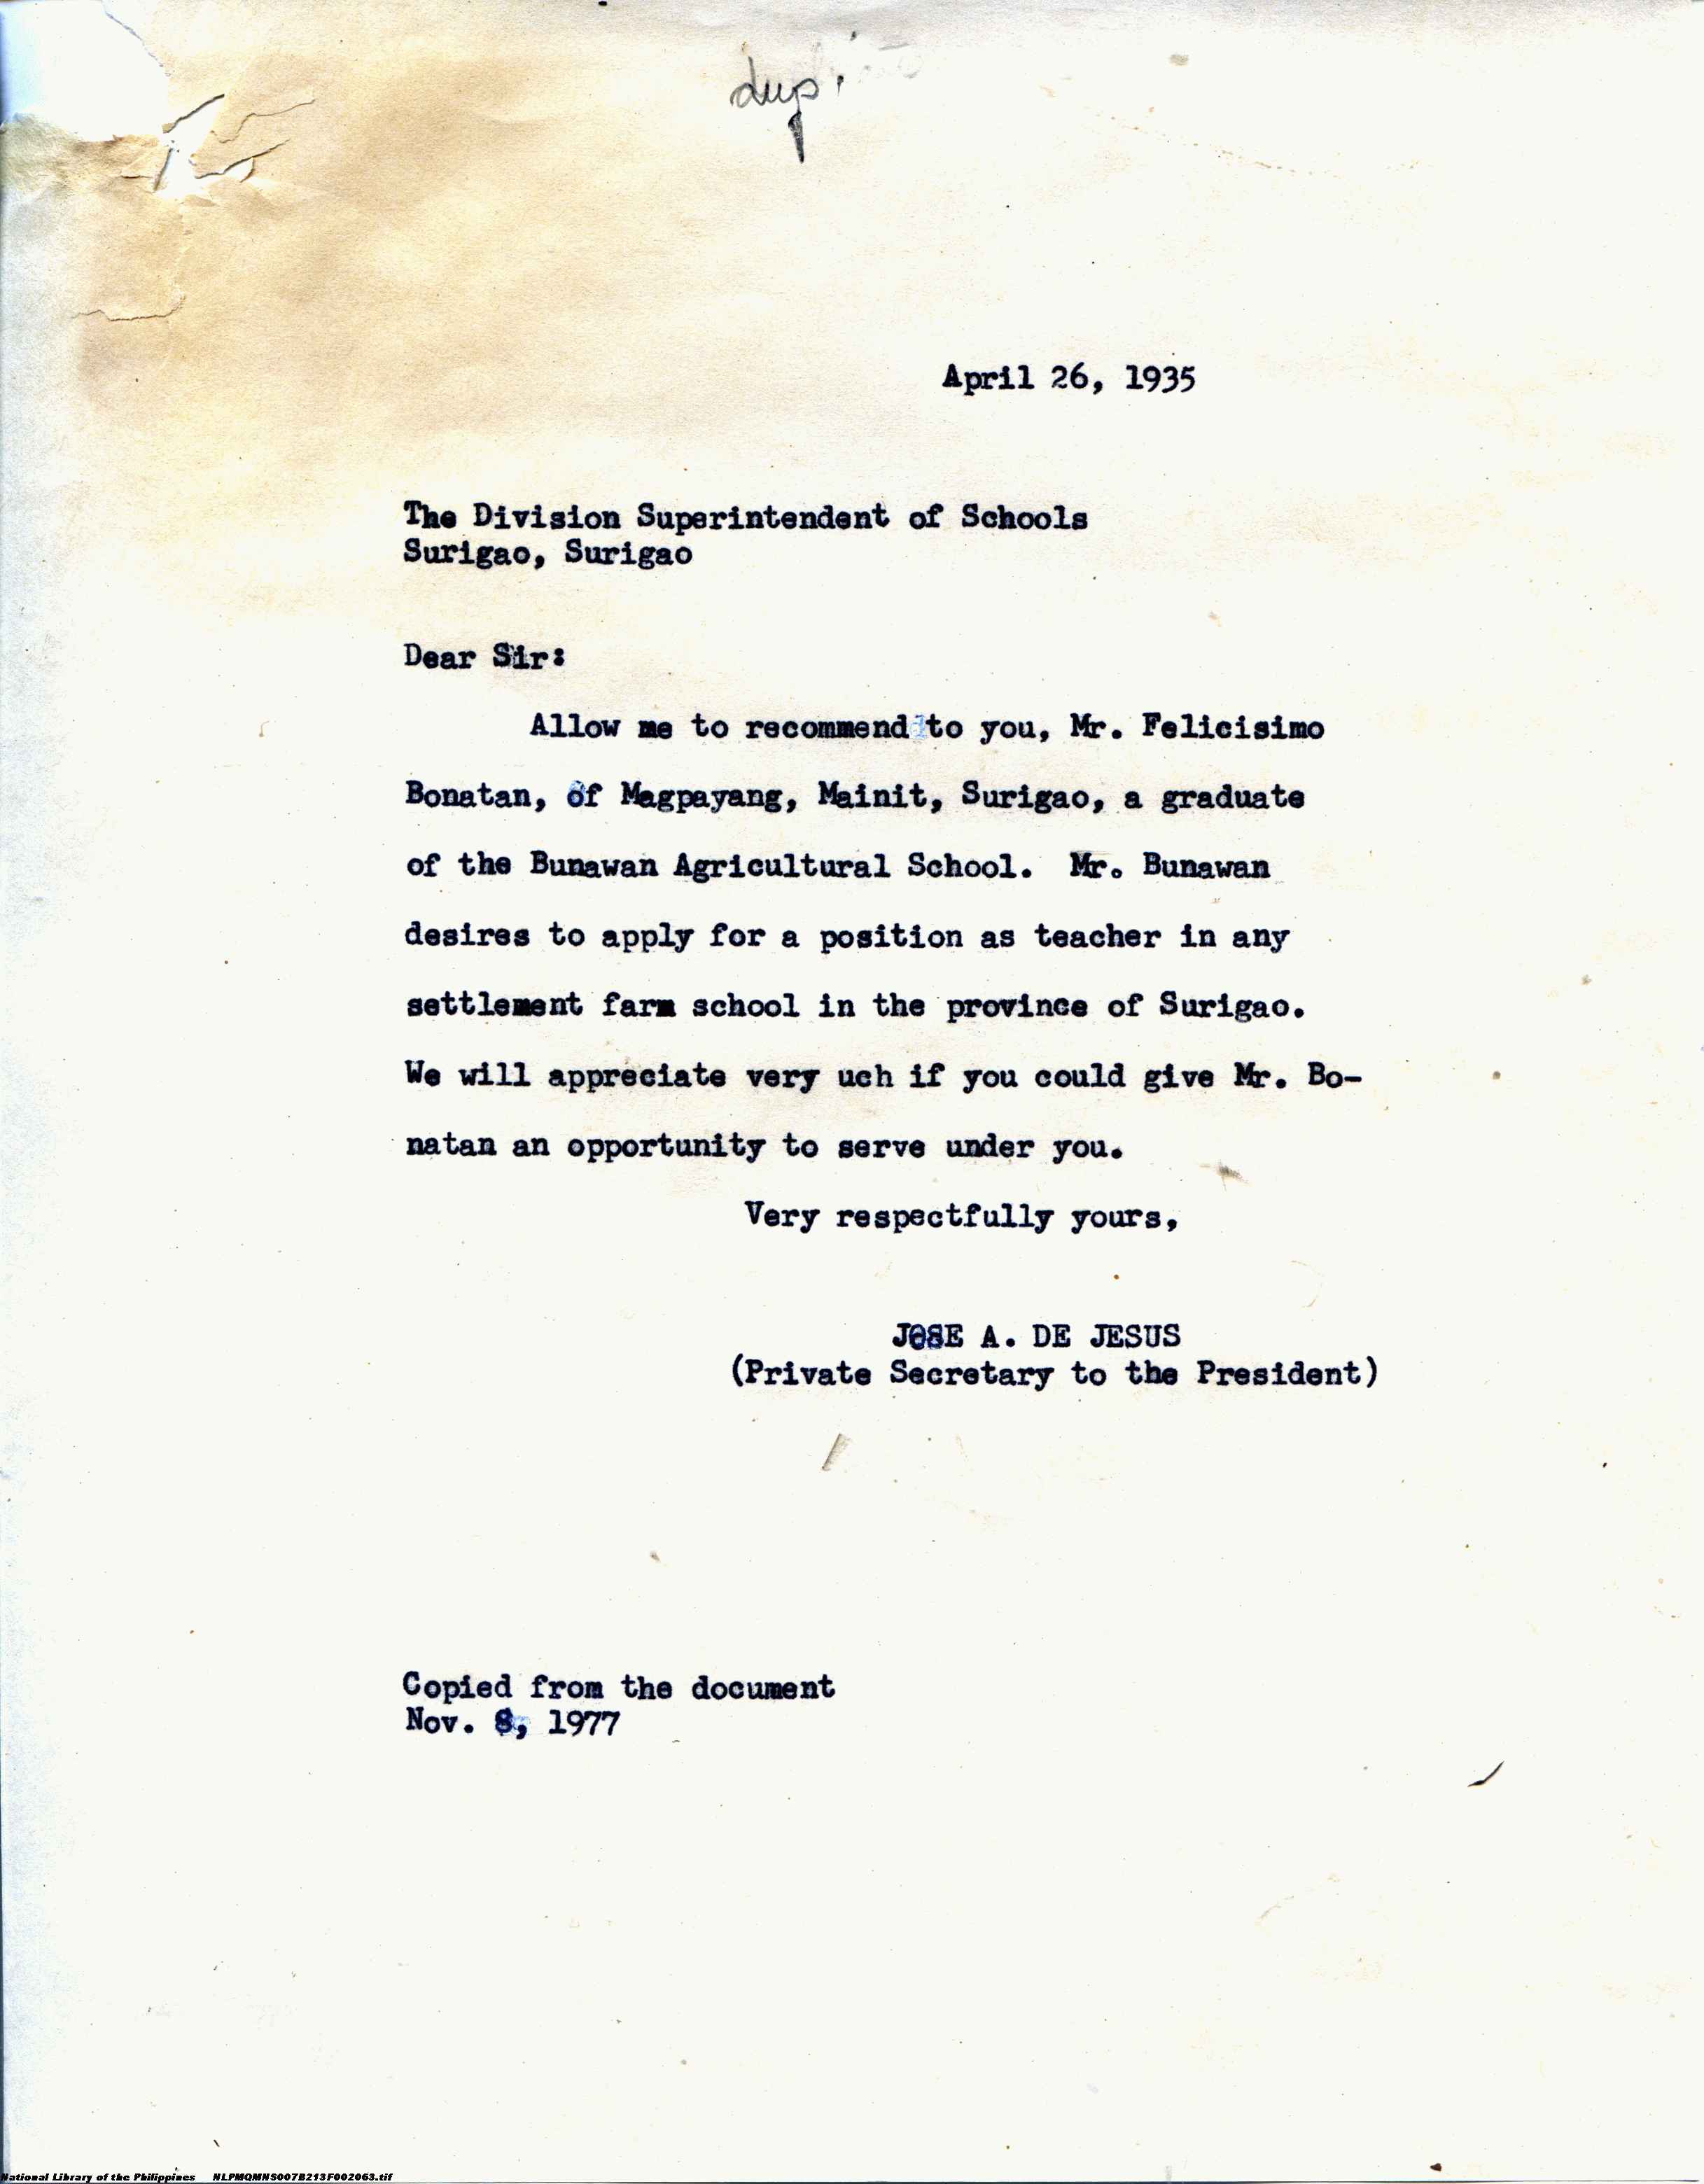 dup.
April 26, 1935
The Division Superintendent of Schools
Surigao, Surigao
Dear Sir:
Allow me to recommend to you, Mr. Felicisimo
Bonatan, of Magpayang, Mainit, Surigao, a graduate
of the Bunawan Agricultural School. Mr. Bunawan
desires to apply for a position as teacher in any
settlement farm school in the province of Surigao.
We will appreciate very uch if you could give Mr. Bo-
natan an opportunity to serve under you.
Very respectfully yours,
JOSE A. DE JESUS
(Private Secretary to the President)
Copied from the document
Nov. 8, 1977
National Library of the Philippines NLPMQMNS007B213F002063.tif